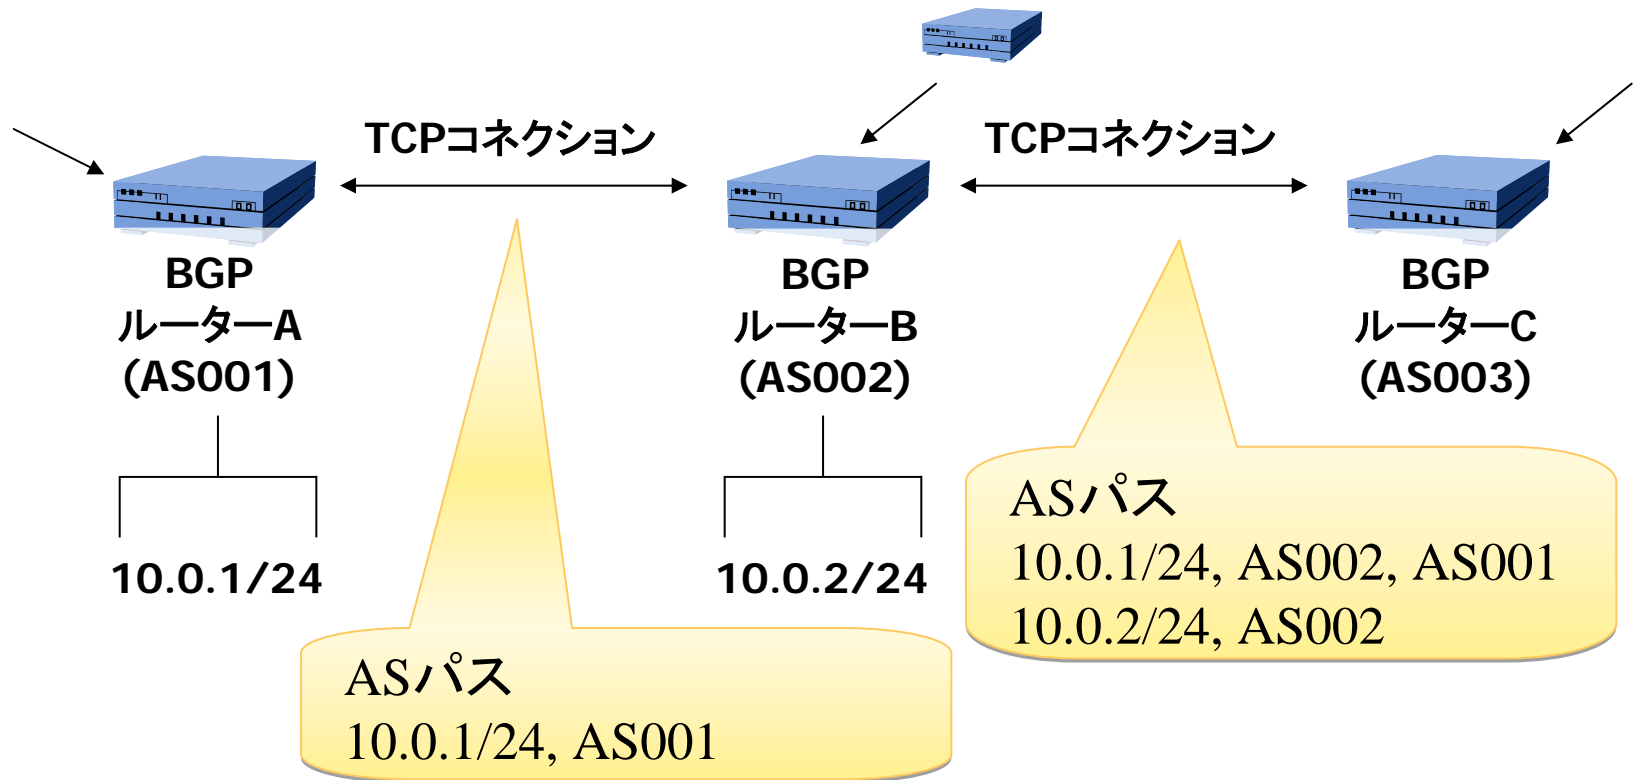 TCPコネクション
TCPコネクション
BGP
ルーターA
(AS001)
BGP
ルーターB
(AS002)
BGP
ルーターC
(AS003)
10.0.1/24
10.0.2/24
ASパス
10.0.1/24, AS002, AS001
10.0.2/24, AS002
ASパス
10.0.1/24, AS001